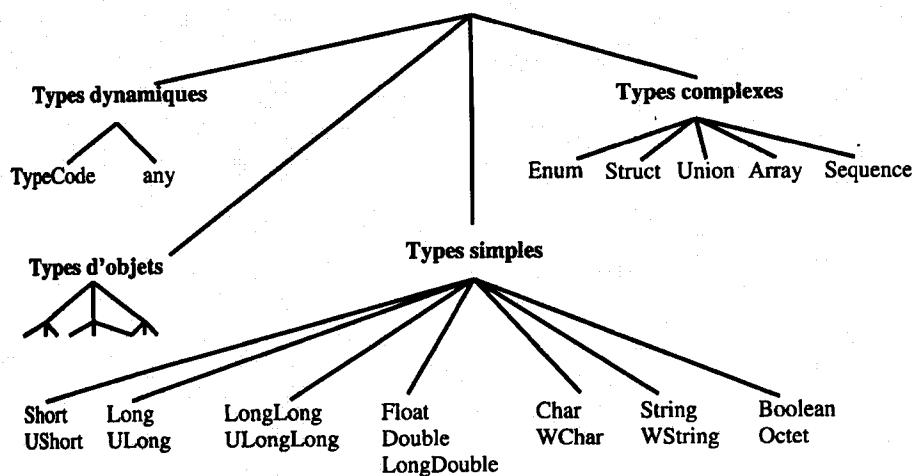 Types dynamiques
Types complexes
TypeCode any
Enum Struct Union Array Sequence
Types simples
Types d'objets
Short Long LongLong Float Char String Boolean
UShort ULong ULongLong Double WChar WString Octet
LongDouble